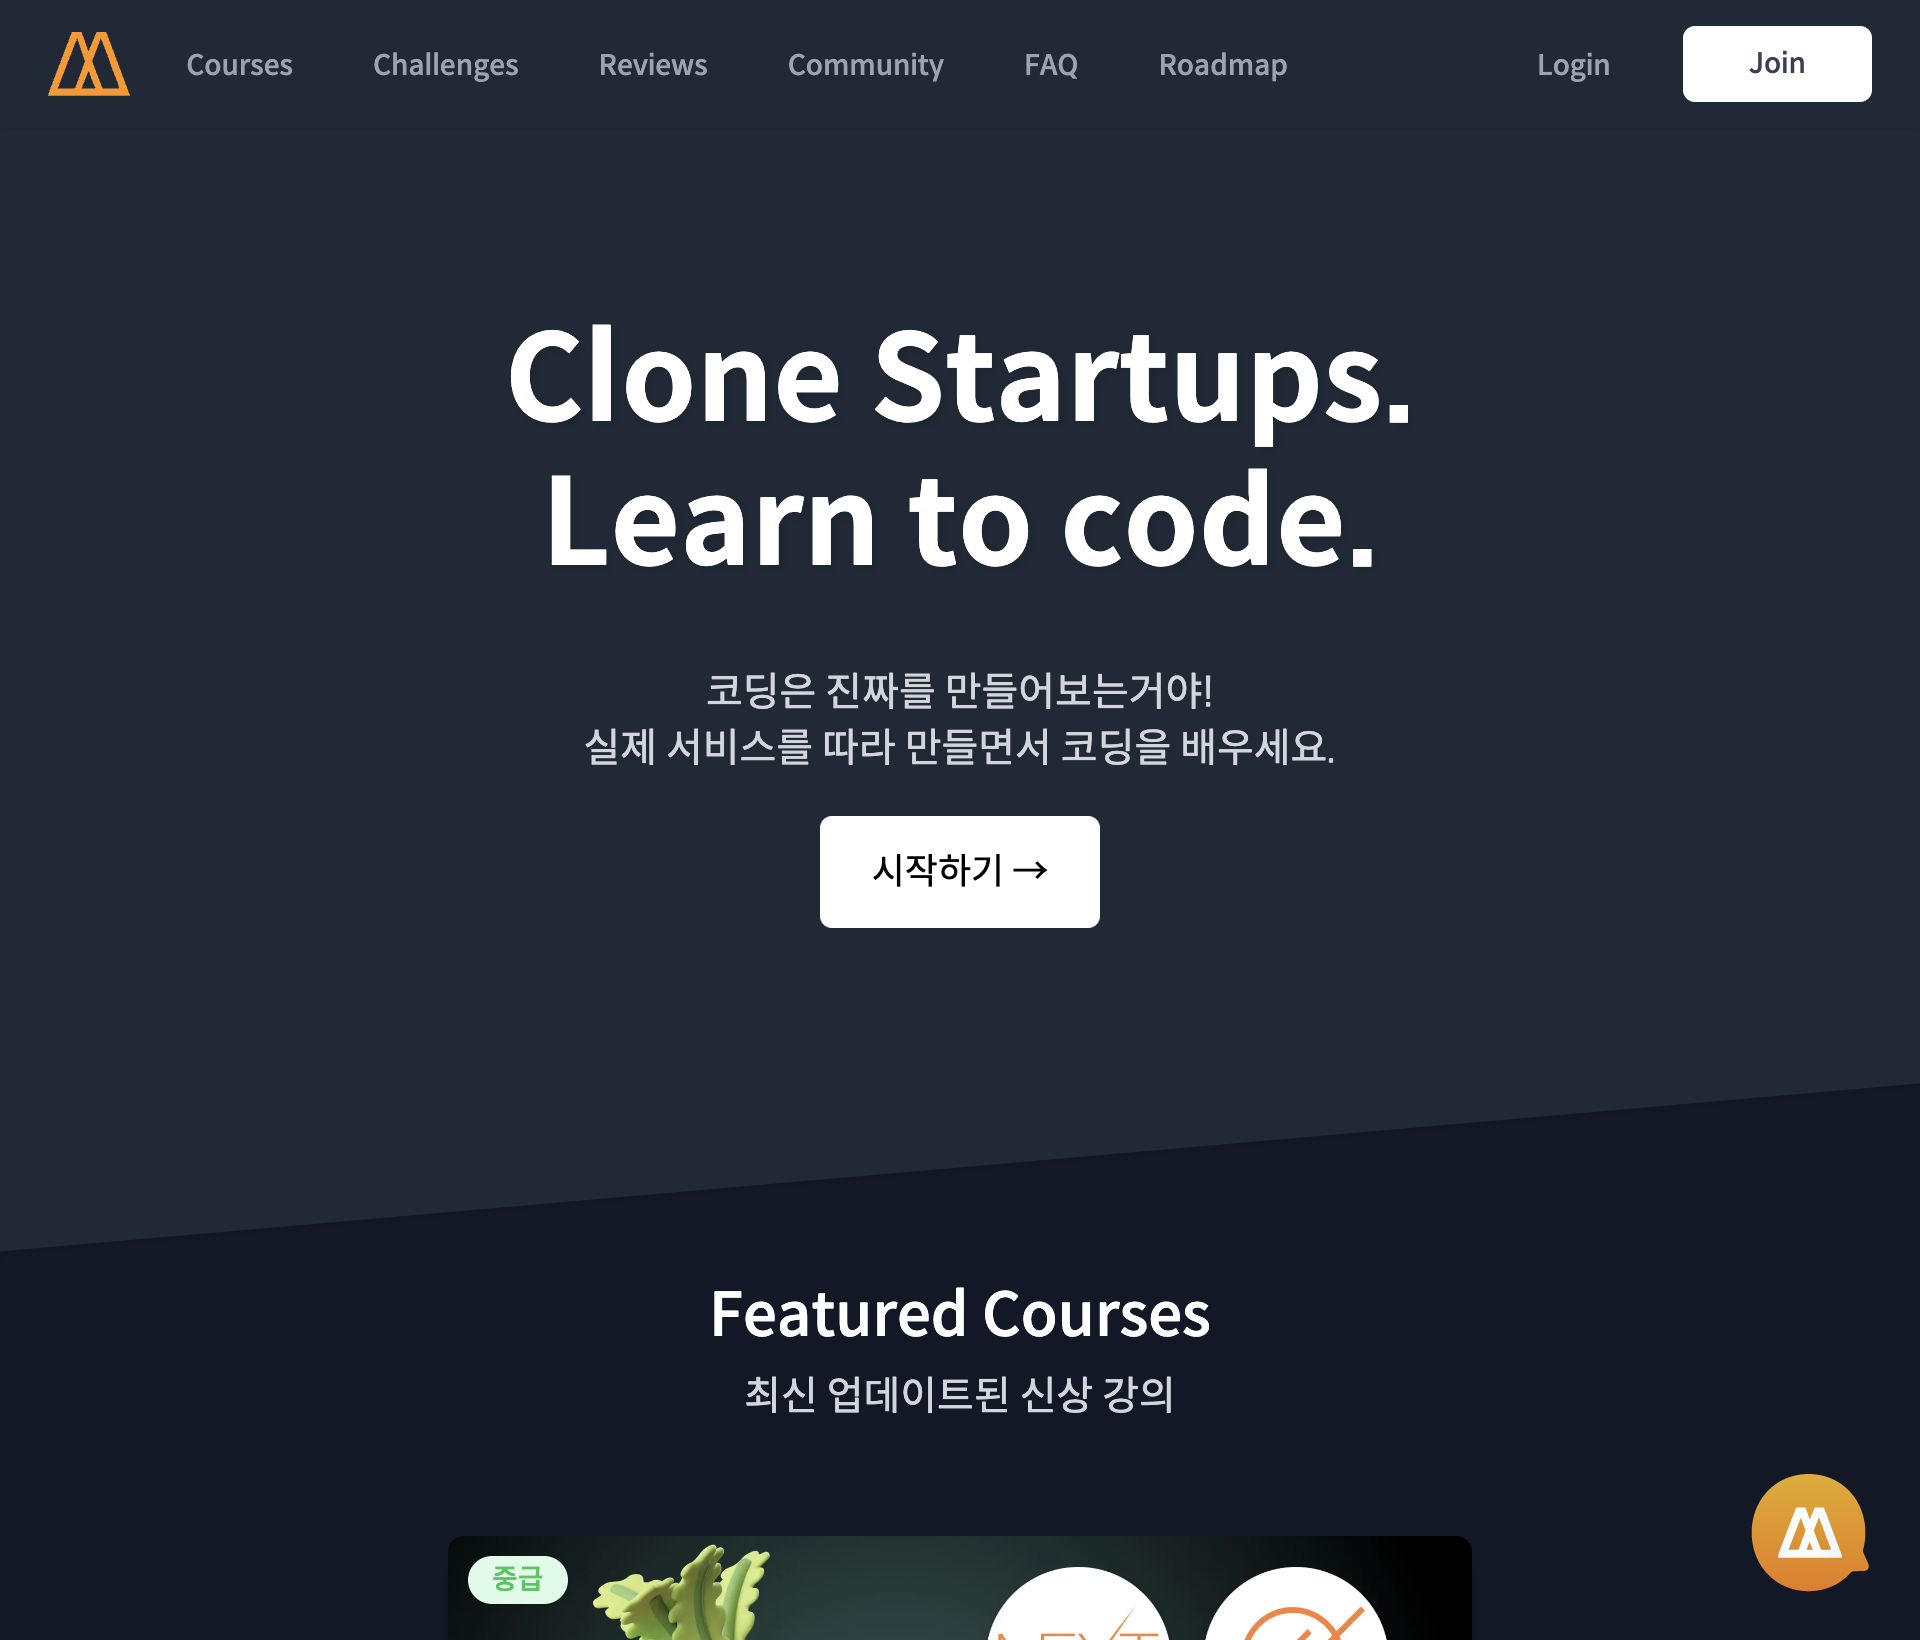 Courses
Challenges
Reviews
Community
FAQ
Roadmap
Login
Join
Clone Startups.
Learn to code.
코딩은 진짜를 만들어보는거야!
실제 서비스를 따라 만들면서 코딩을 배우세요.
시작하기 →
Featured Courses
최신 업데이트된 신상 강의
중급